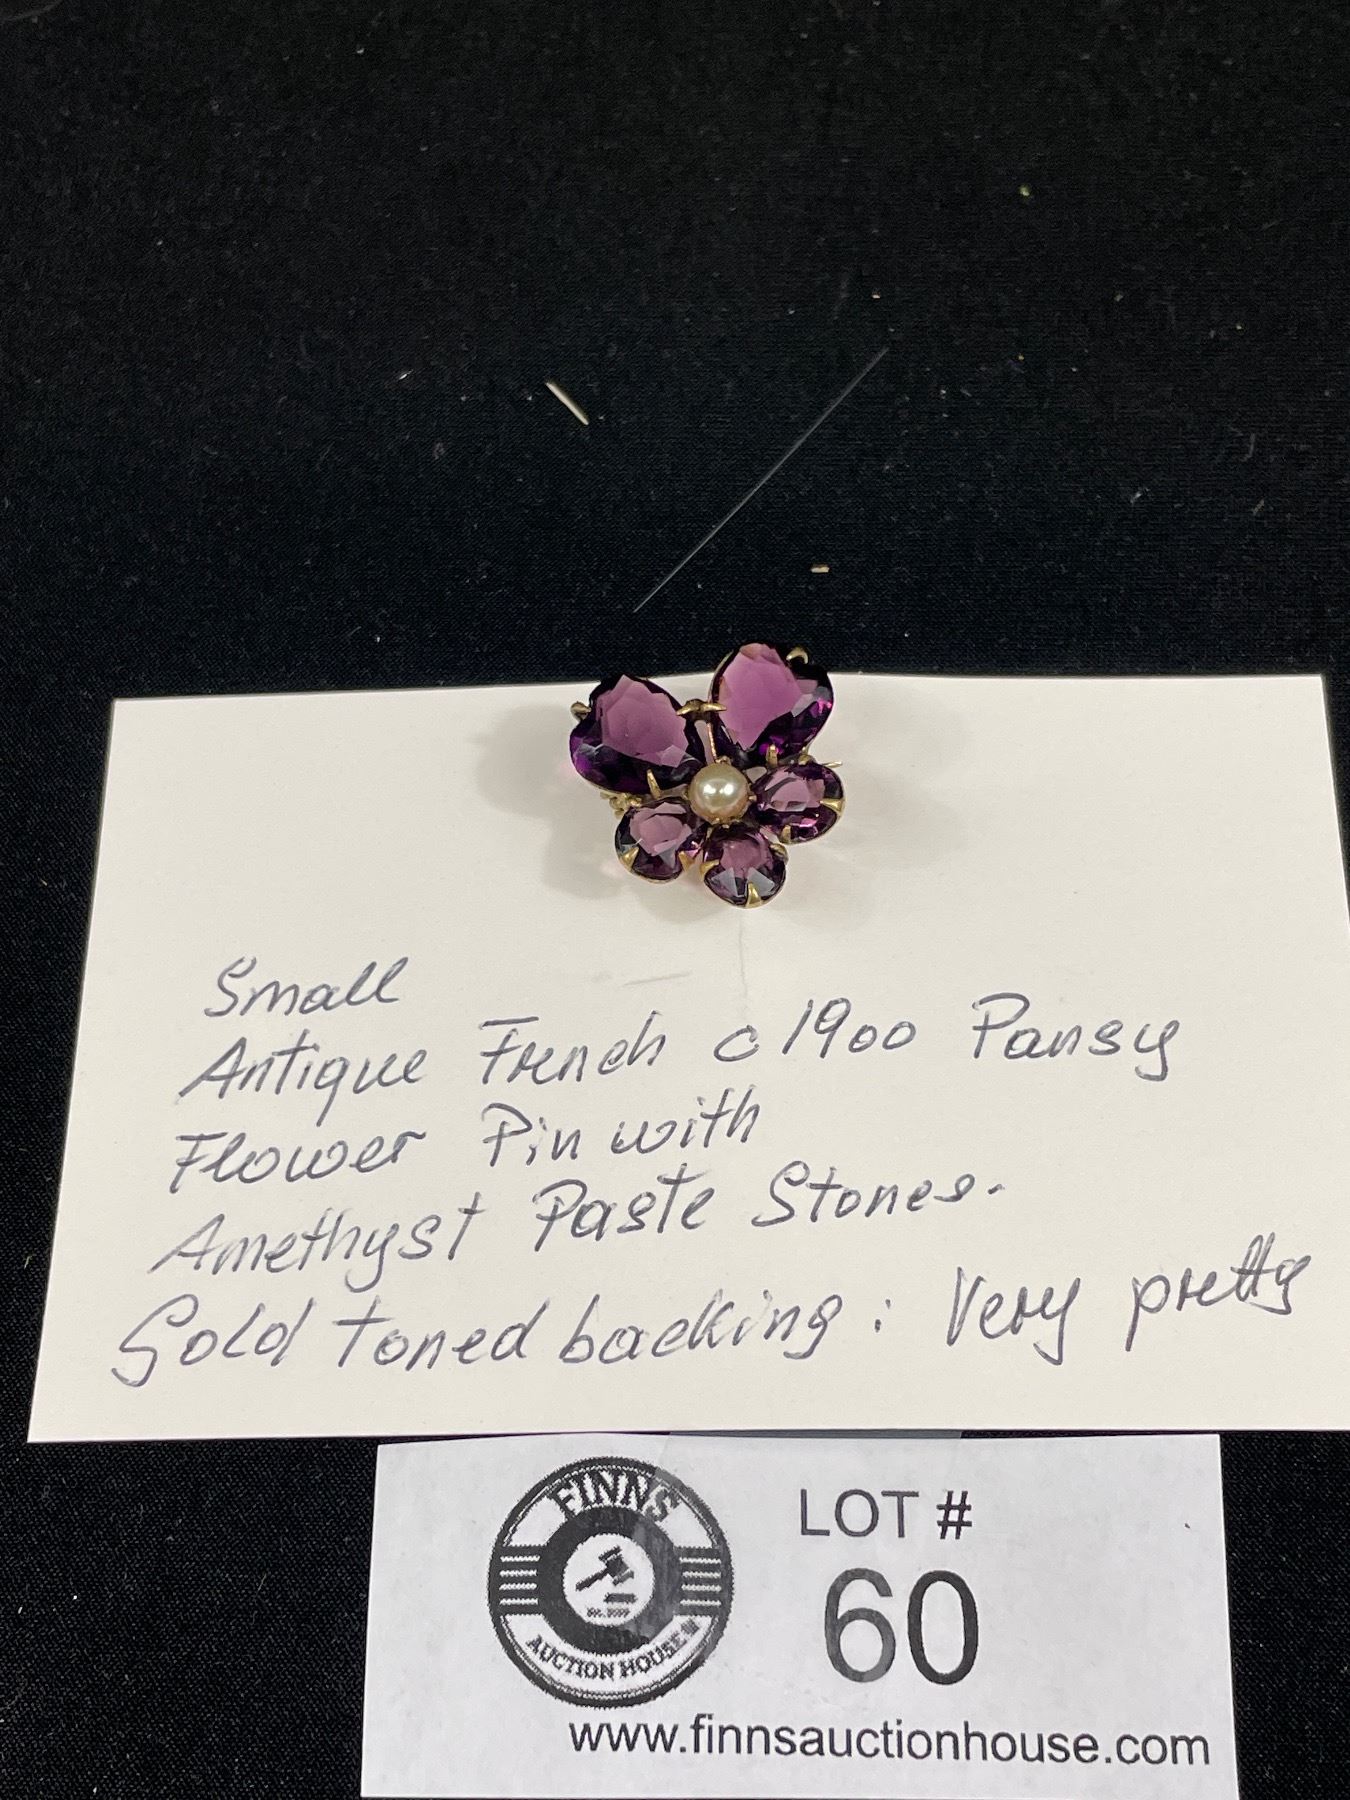 Small
Antique French c1900 Pansy
Flower Pin with
Amethyst Paste Stones.
Gold toned backing: Very pretty
FINNS
AUCTION HOUSE
LOT #
60
www.finnsauctionhouse.com